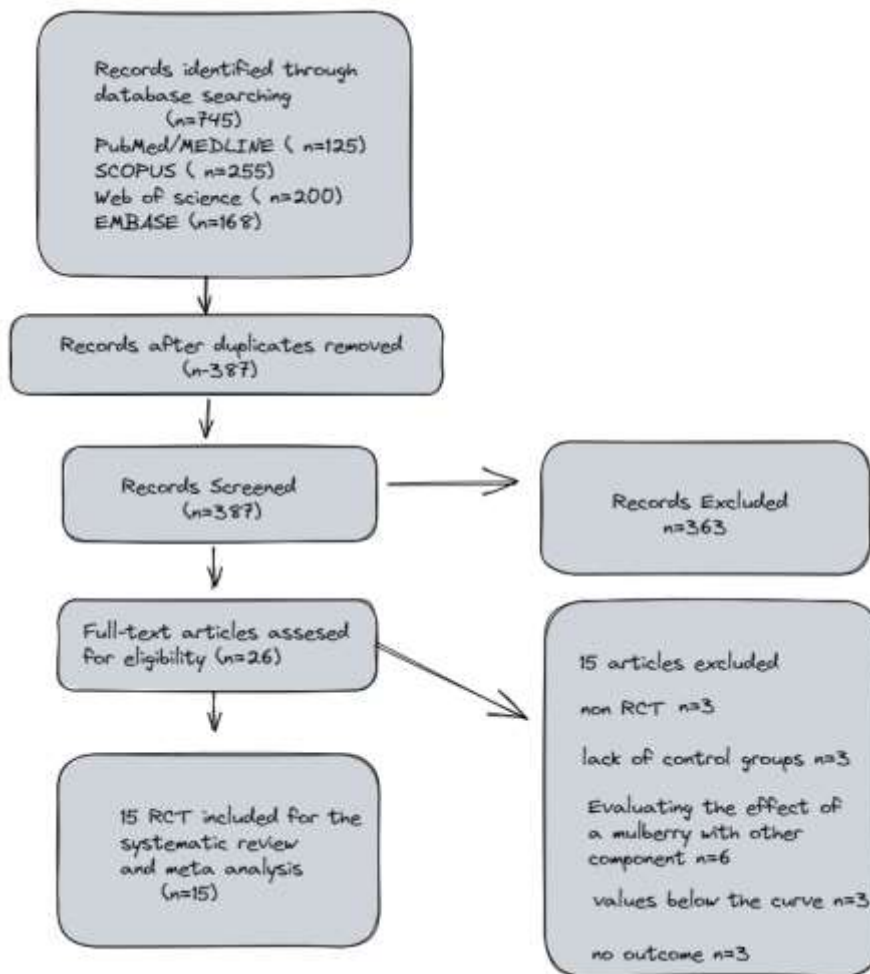 Records identified through
database searching
(n=745)
PubMed/MEDLINE ( n=125)
SCOPUS ( n=255)
Web of science ( n=200)
EMBASE (n=168)
Records after duplicates removed
(n-387)
Records Screened
(n=387)
Records Excluded
n=363
Full-text articles assesed
for eligibility (n=26)
15 articles excluded
non RCT n=3
lack of control groups n=3
Evaluating the effect of
a mulberry with other
component n=6
values below the curve n=3
no outcome n=3
15 RCT included for the
systematic review
and meta analysis
(n=15)